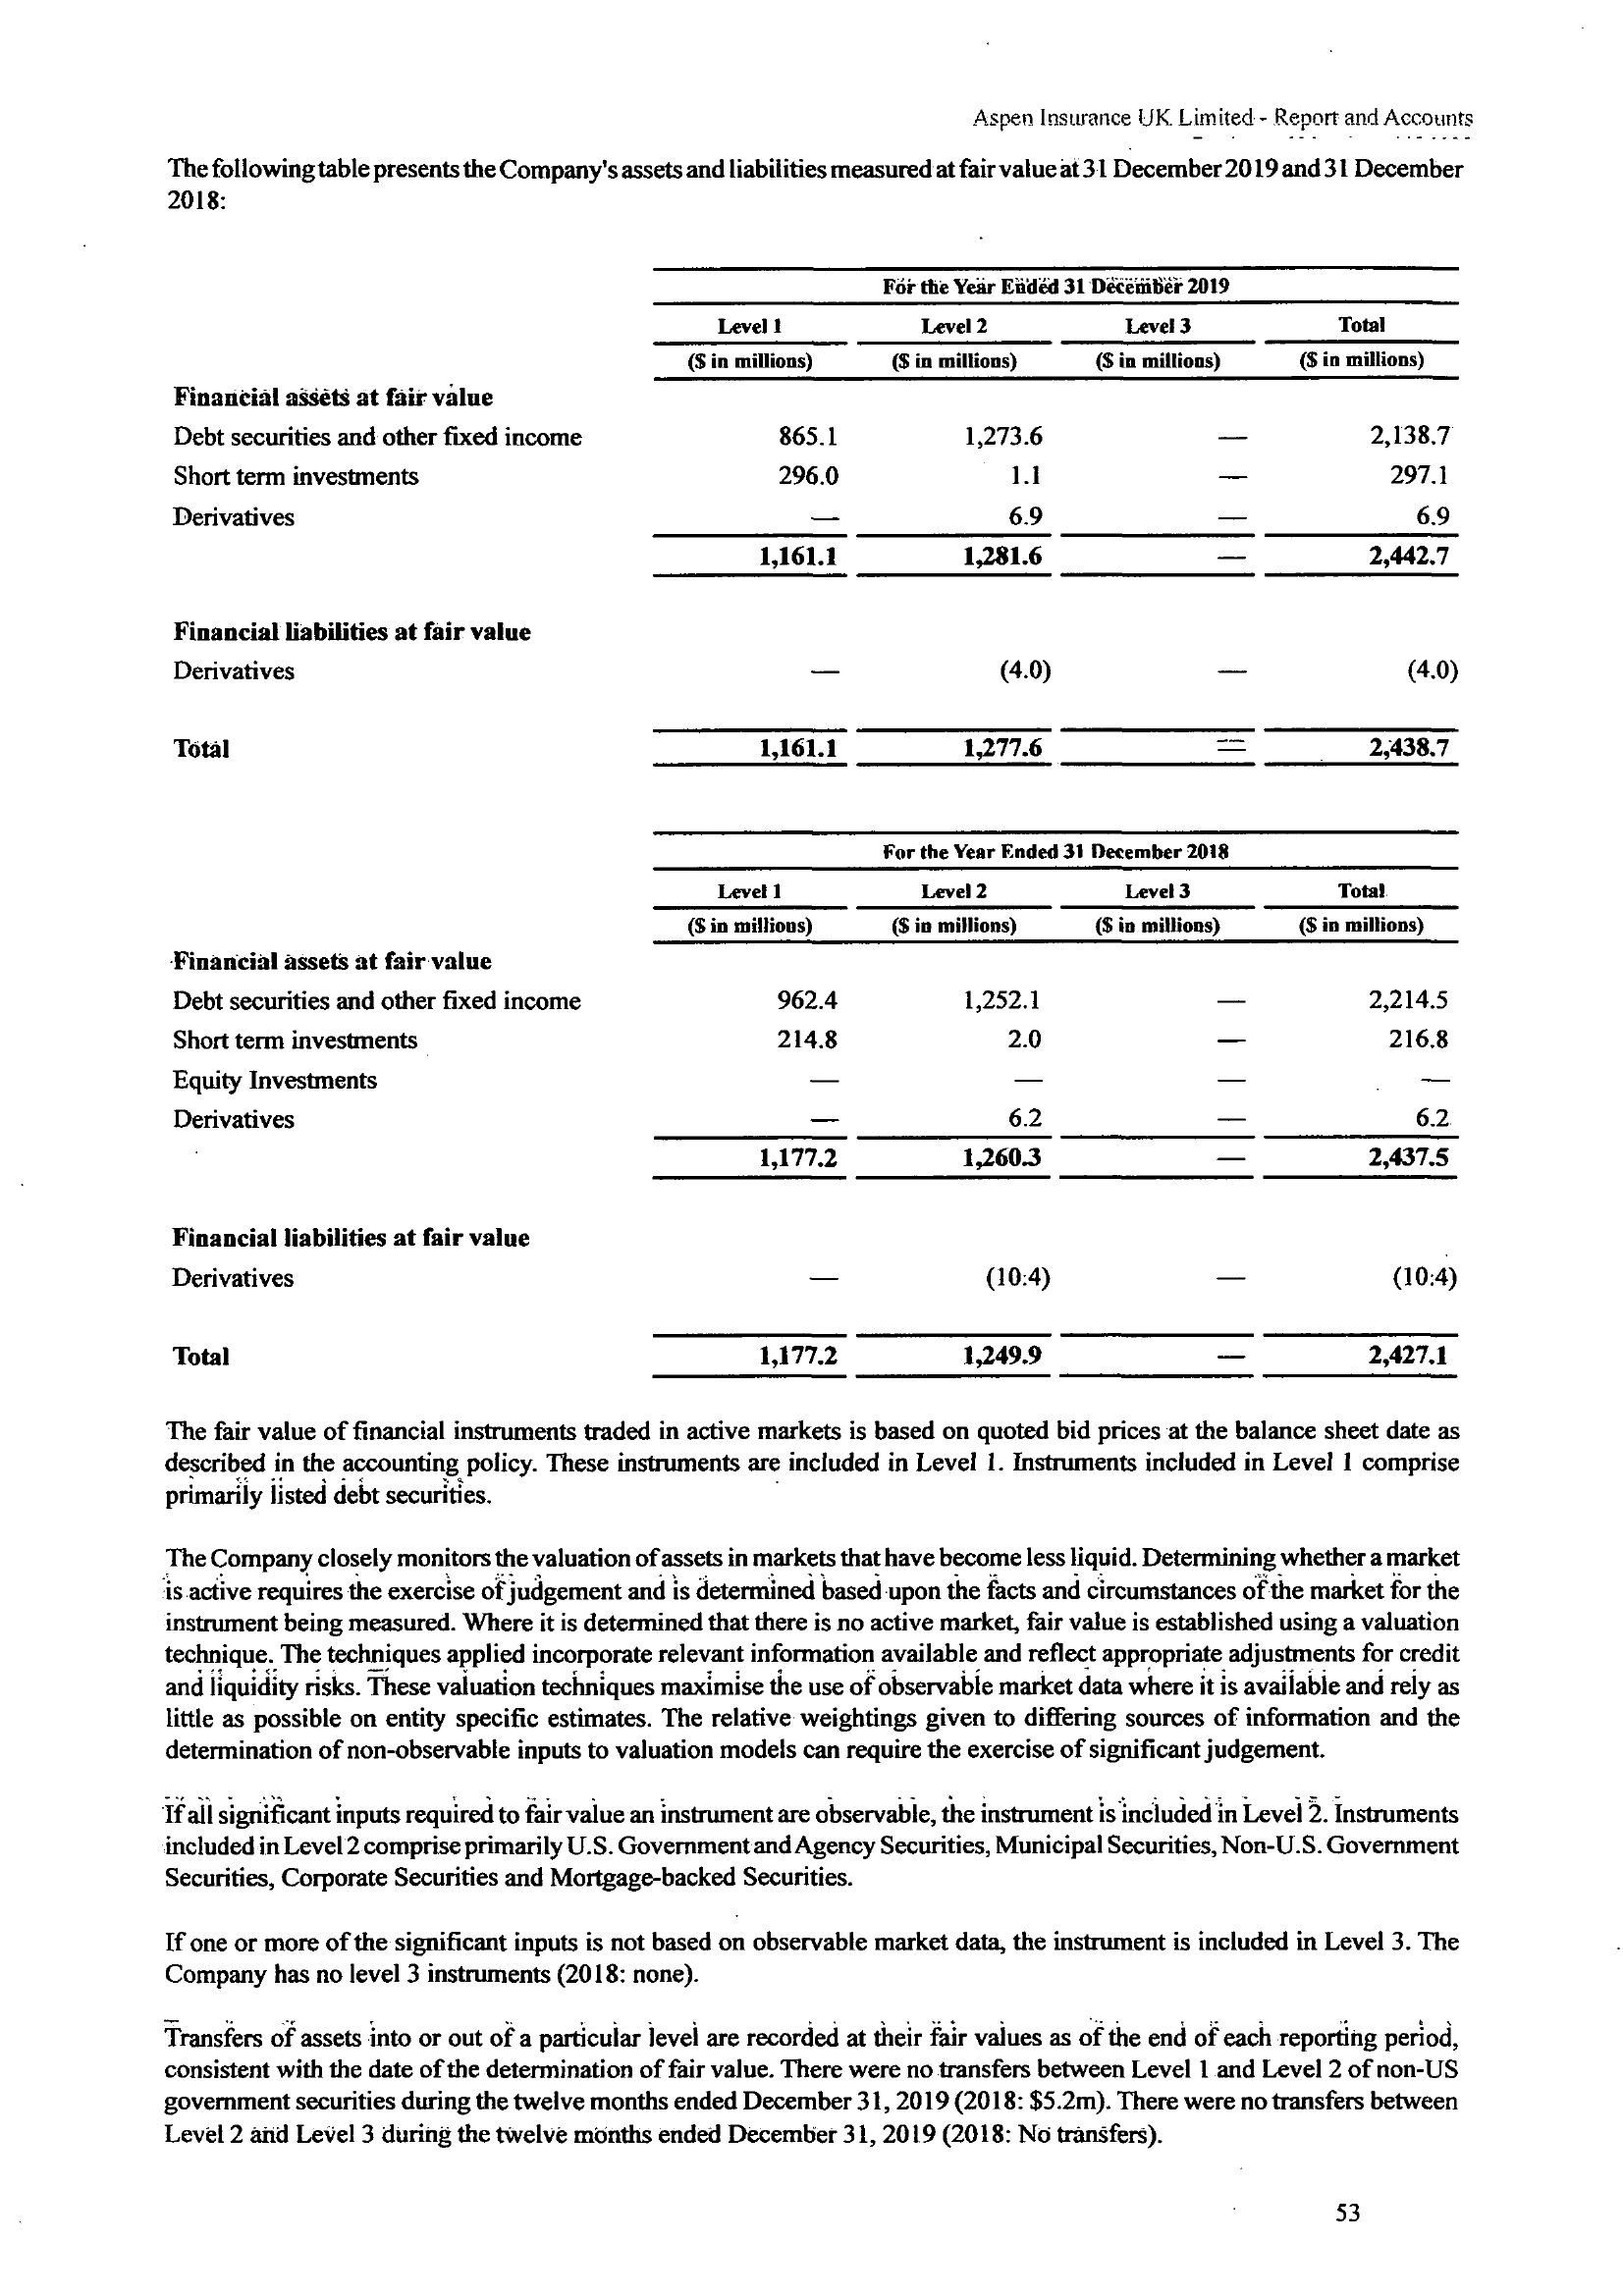 Aspen Insurance UK Limited - Report and Accounts
The following table presents the Company's assets and liabilities measured at fair value at 31 December 2019 and 31 December
2018:
For the Year Ended 31 December 2019
Level 1 Level 2 Level 3 Total
($ in millions) ($ in millions) ($ in millions) ($ in millions)
Financial assets at fair value
Debt securities and other fixed income 865.1 1,273.6 — 2,138.7
Short term investments 296.0 1.1 — 297.1
Derivatives — 6.9 — 6.9
1,161.1 1,281.6 — 2,442.7
Financial liabilities at fair value
Derivatives — (4.0) — (4.0)
Total 1,161.1 1,277.6 — 2,438.7
For the Year Ended 31 December 2018
Level 1 Level 2 Level 3 Total
($ in millions) ($ in millions) ($ in millions) ($ in millions)
Financial assets at fair value
Debt securities and other fixed income 962.4 1,252.1 — 2,214.5
Short term investments 214.8 2.0 — 216.8
Equity Investments — — — —
Derivatives — 6.2 — 6.2
1,177.2 1,260.3 — 2,437.5
Financial liabilities at fair value
Derivatives — (10.4) — (10.4)
Total 1,177.2 1,249.9 — 2,427.1
The fair value of financial instruments traded in active markets is based on quoted bid prices at the balance sheet date as
described in the accounting policy. These instruments are included in Level 1. Instruments included in Level 1 comprise
primarily listed debt securities.
The Company closely monitors the valuation of assets in markets that have become less liquid. Determining whether a market
is active requires the exercise of judgement and is determined based upon the facts and circumstances of the market for the
instrument being measured. Where it is determined that there is no active market, fair value is established using a valuation
technique. The techniques applied incorporate relevant information available and reflect appropriate adjustments for credit
and liquidity risks. These valuation techniques maximise the use of observable market data where it is available and rely as
little as possible on entity specific estimates. The relative weightings given to differing sources of information and the
determination of non-observable inputs to valuation models can require the exercise of significant judgement.
If all significant inputs required to fair value an instrument are observable, the instrument is included in Level 2. Instruments
included in Level 2 comprise primarily U.S. Government and Agency Securities, Municipal Securities, Non-U.S. Government
Securities, Corporate Securities and Mortgage-backed Securities.
If one or more of the significant inputs is not based on observable market data, the instrument is included in Level 3. The
Company has no level 3 instruments (2018: none).
Transfers of assets into or out of a particular level are recorded at their fair values as of the end of each reporting period,
consistent with the date of the determination of fair value. There were no transfers between Level 1 and Level 2 of non-US
government securities during the twelve months ended December 31, 2019 (2018: $5.2m). There were no transfers between
Level 2 and Level 3 during the twelve months ended December 31, 2019 (2018: No transfers).
53